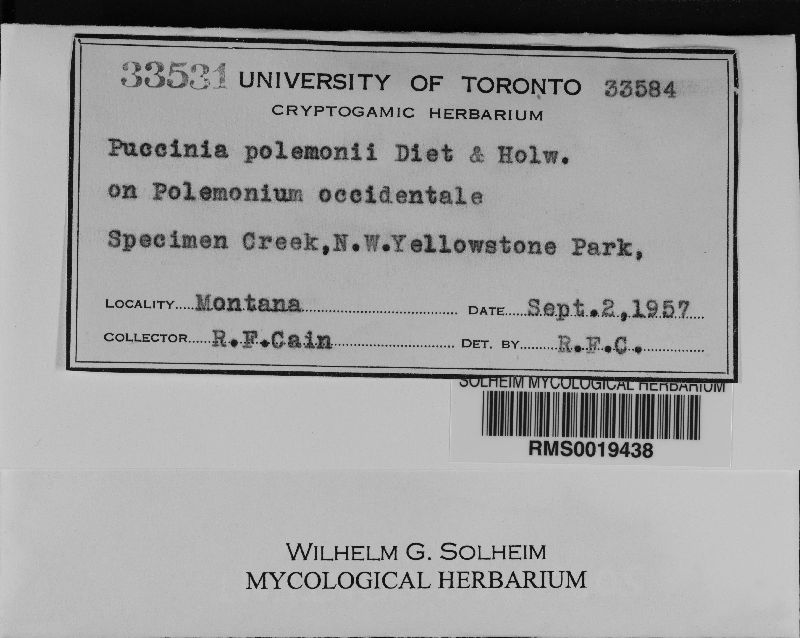 33531 UNIVERSITY OF TORONTO 33584
CRYPTOGAMIC HERBARIUM
Puccinia polemonii Diet & Holw.
on Polemonium occidentale
Specimen Creek,N.W.Yellowstone Park,
LOCALITY....Montana DATE....Sept.2,1957
COLLECTOR.....R.F.Cain DET. BY........R.F.C.
SOLHEIM MYCOLOGICAL HERBARIUM
RMS0019438
WILHELM G. SOLHEIM
MYCOLOGICAL HERBARIUM